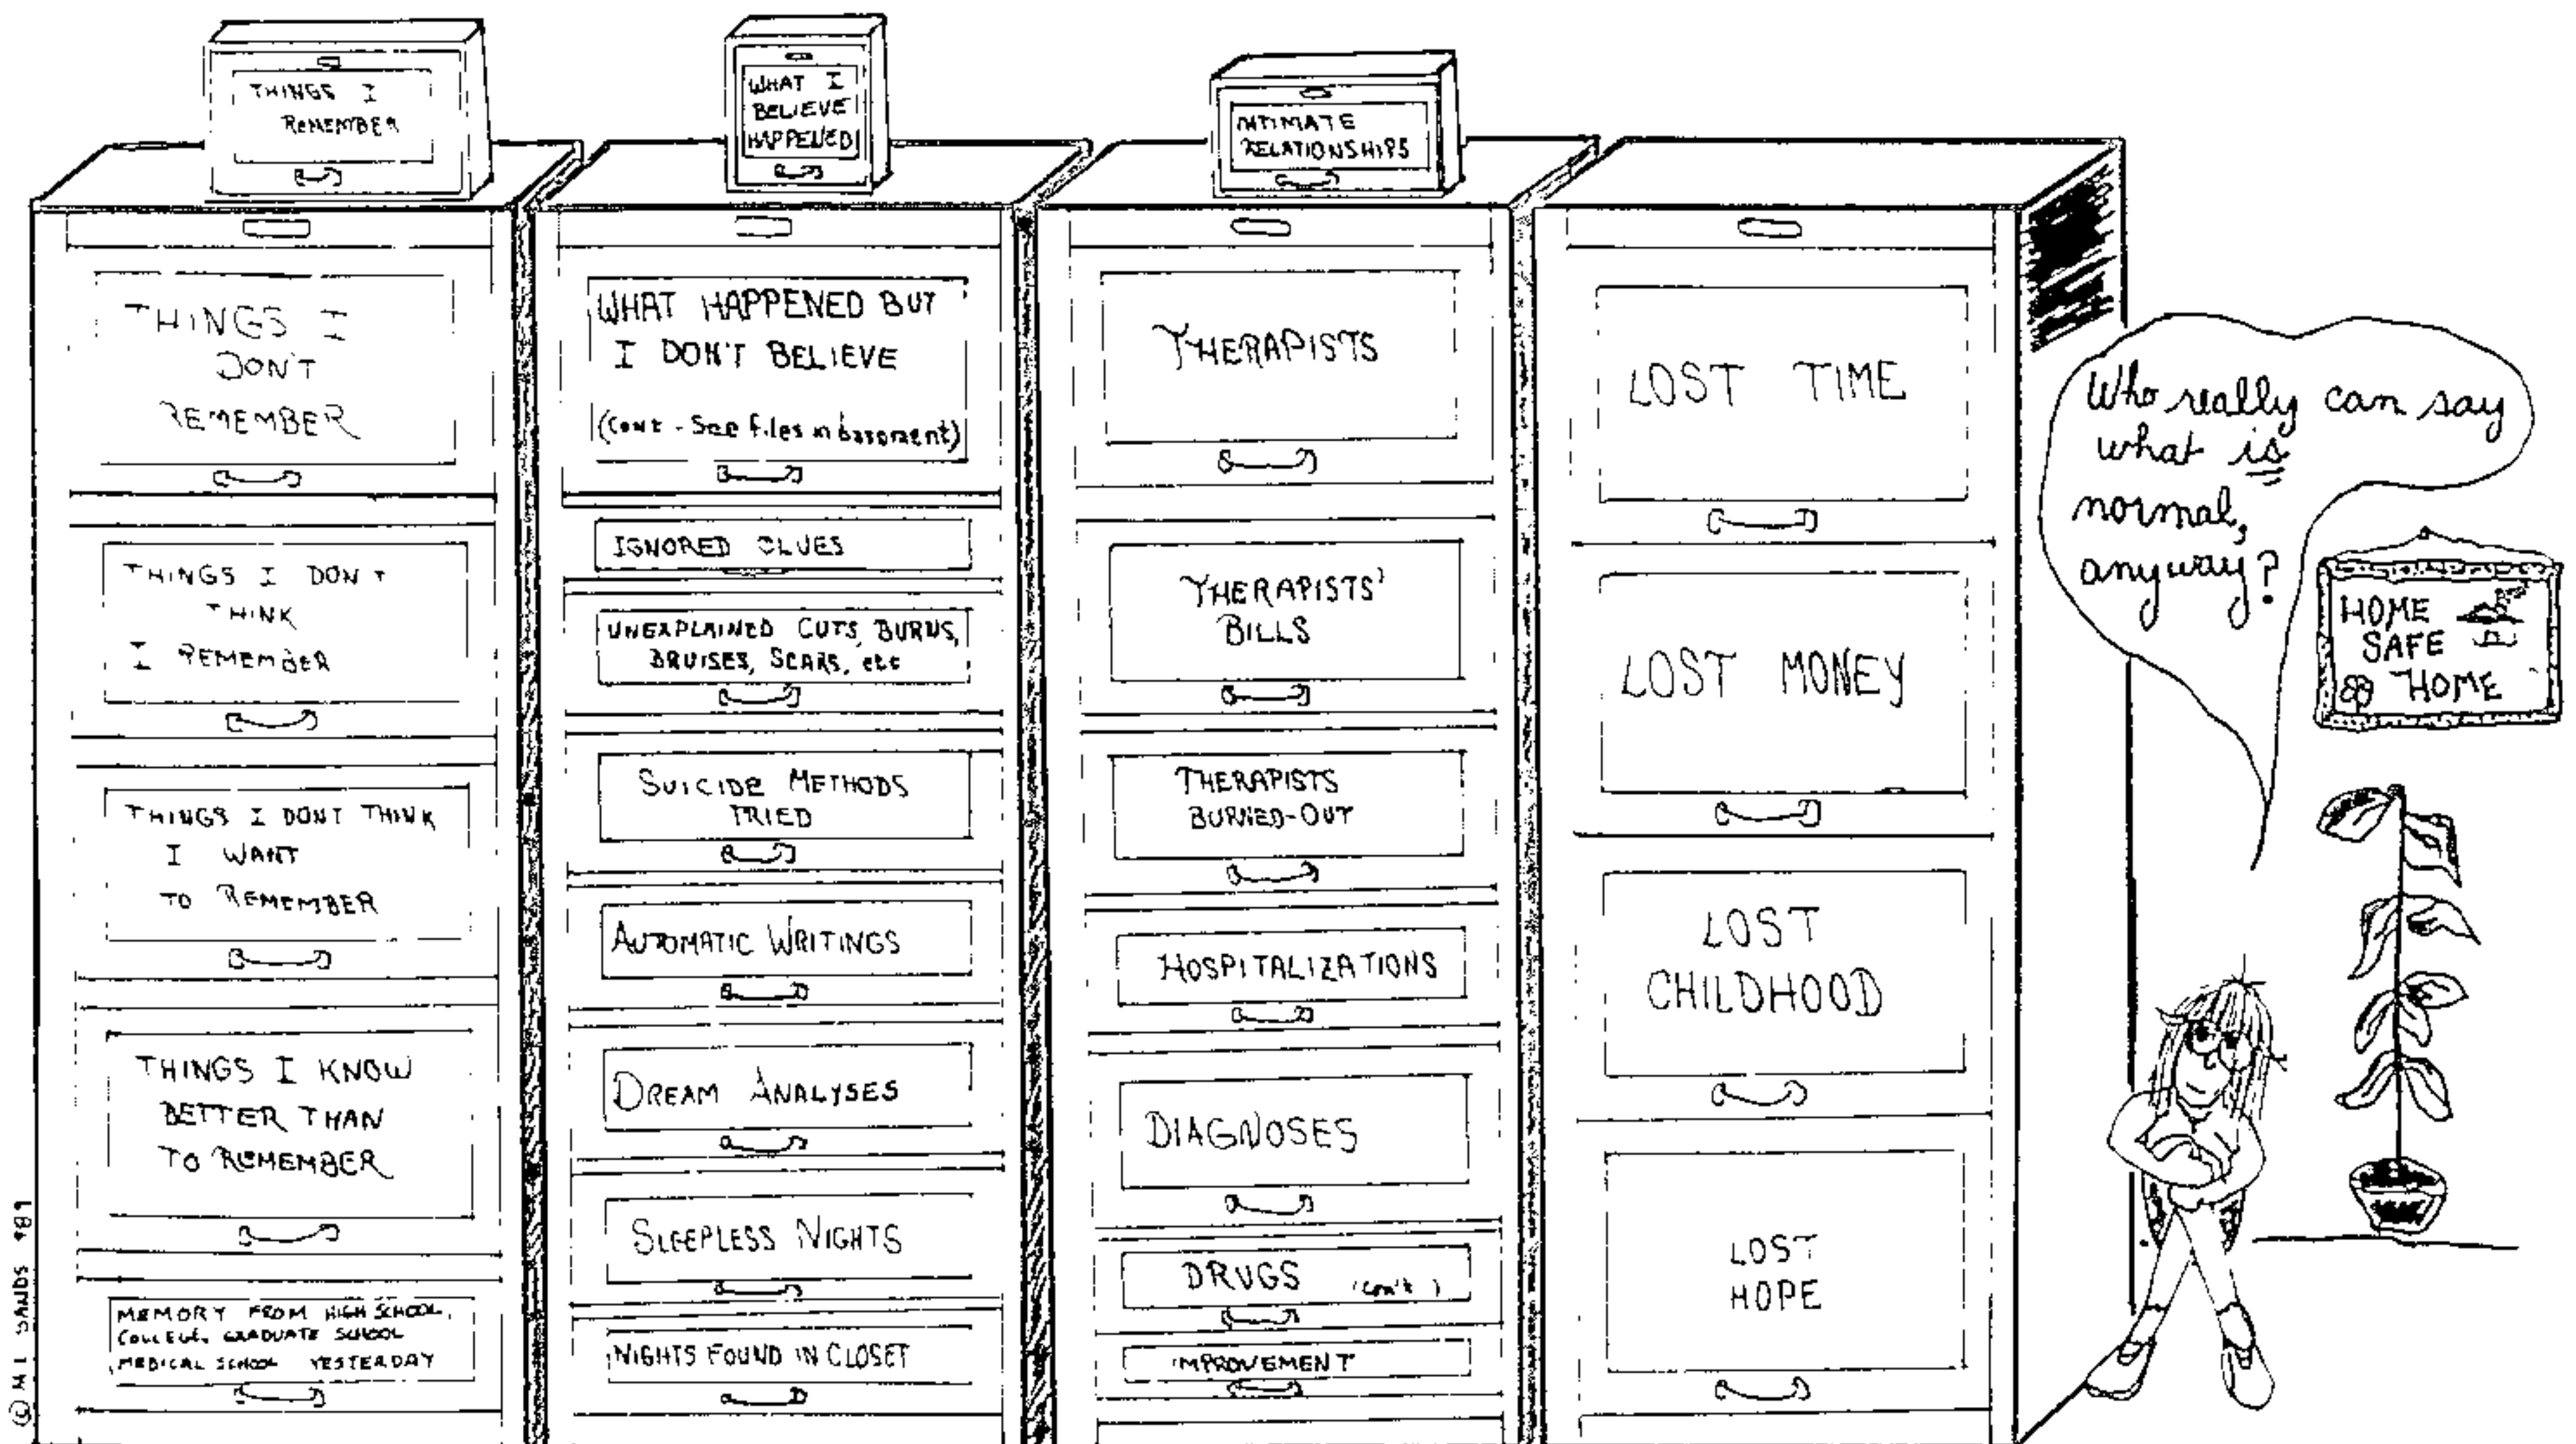 THINGS I
REMEMBER
WHAT I
BELIEVE
HAPPENED
INTIMATE
RELATIONSHIPS
THINGS I
DON'T
REMEMBER
THINGS I DON'T
THINK
I REMEMBER
THINGS I DONT THINK
I WANT
TO REMEMBER
THINGS I KNOW
BETTER THAN
TO REMEMBER
MEMORY FROM HIGH SCHOOL,
COLLEGE, GRADUATE SCHOOL
MEDICAL SCHOOL YESTERDAY
WHAT HAPPENED BUT
I DON'T BELIEVE
(Cont - See files in basement)
IGNORED CLUES
UNEXPLAINED CUTS, BURNS,
BRUISES, SCARS, etc
SUICIDE METHODS
TRIED
AUTOMATIC WRITINGS
DREAM ANALYSES
SLEEPLESS NIGHTS
NIGHTS FOUND IN CLOSET
THERAPISTS
THERAPISTS'
BILLS
THERAPISTS
BURNED-OUT
HOSPITALIZATIONS
DIAGNOSES
DRUGS (con't)
IMPROVEMENT
LOST TIME
LOST MONEY
LOST
CHILDHOOD
LOST
HOPE
Who really can say
what is
normal,
anyway?
HOME
SAFE
HOME
© M L SANDS 1989